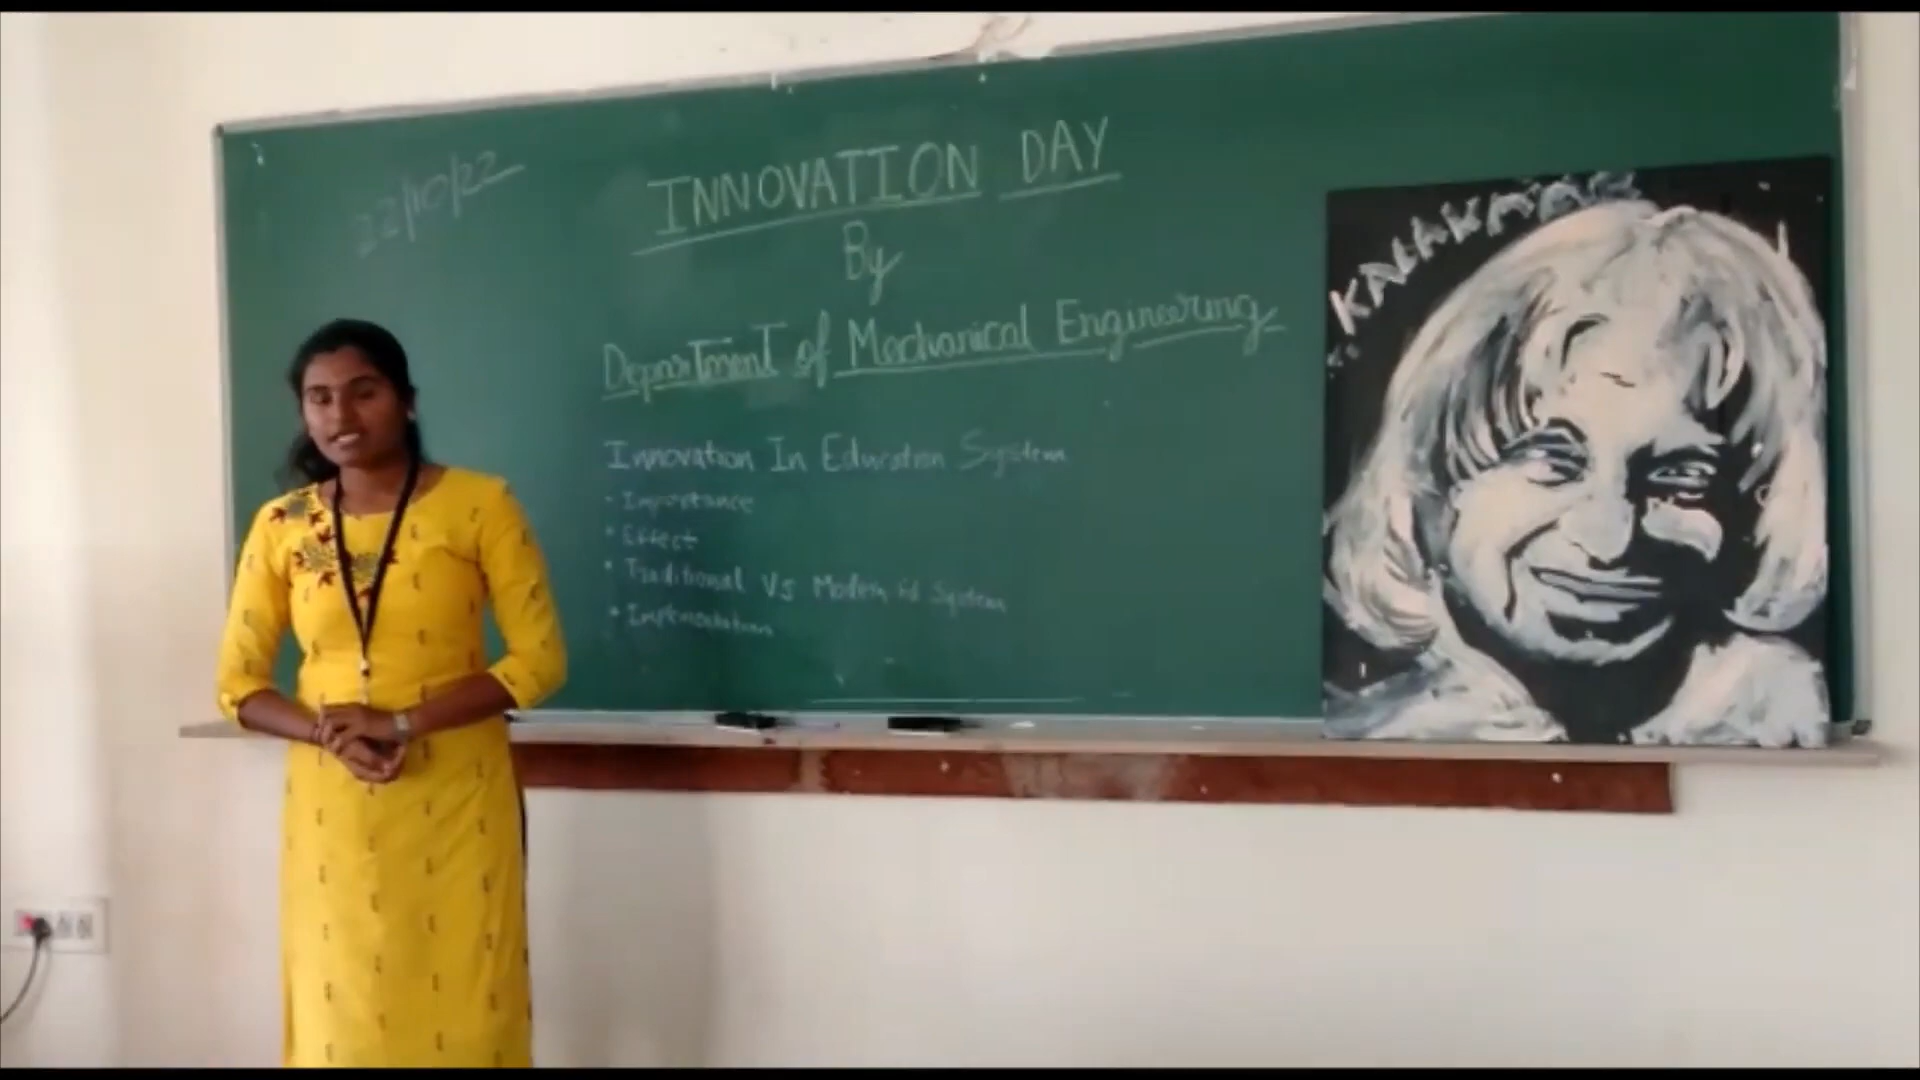 22/10/22
INNOVATION DAY
By
Department of Mechanical Engineering
Innovation In Education System
• Importance
• Effect
• Traditional Vs Modern Ed System
• Implementation
KALAKAAR